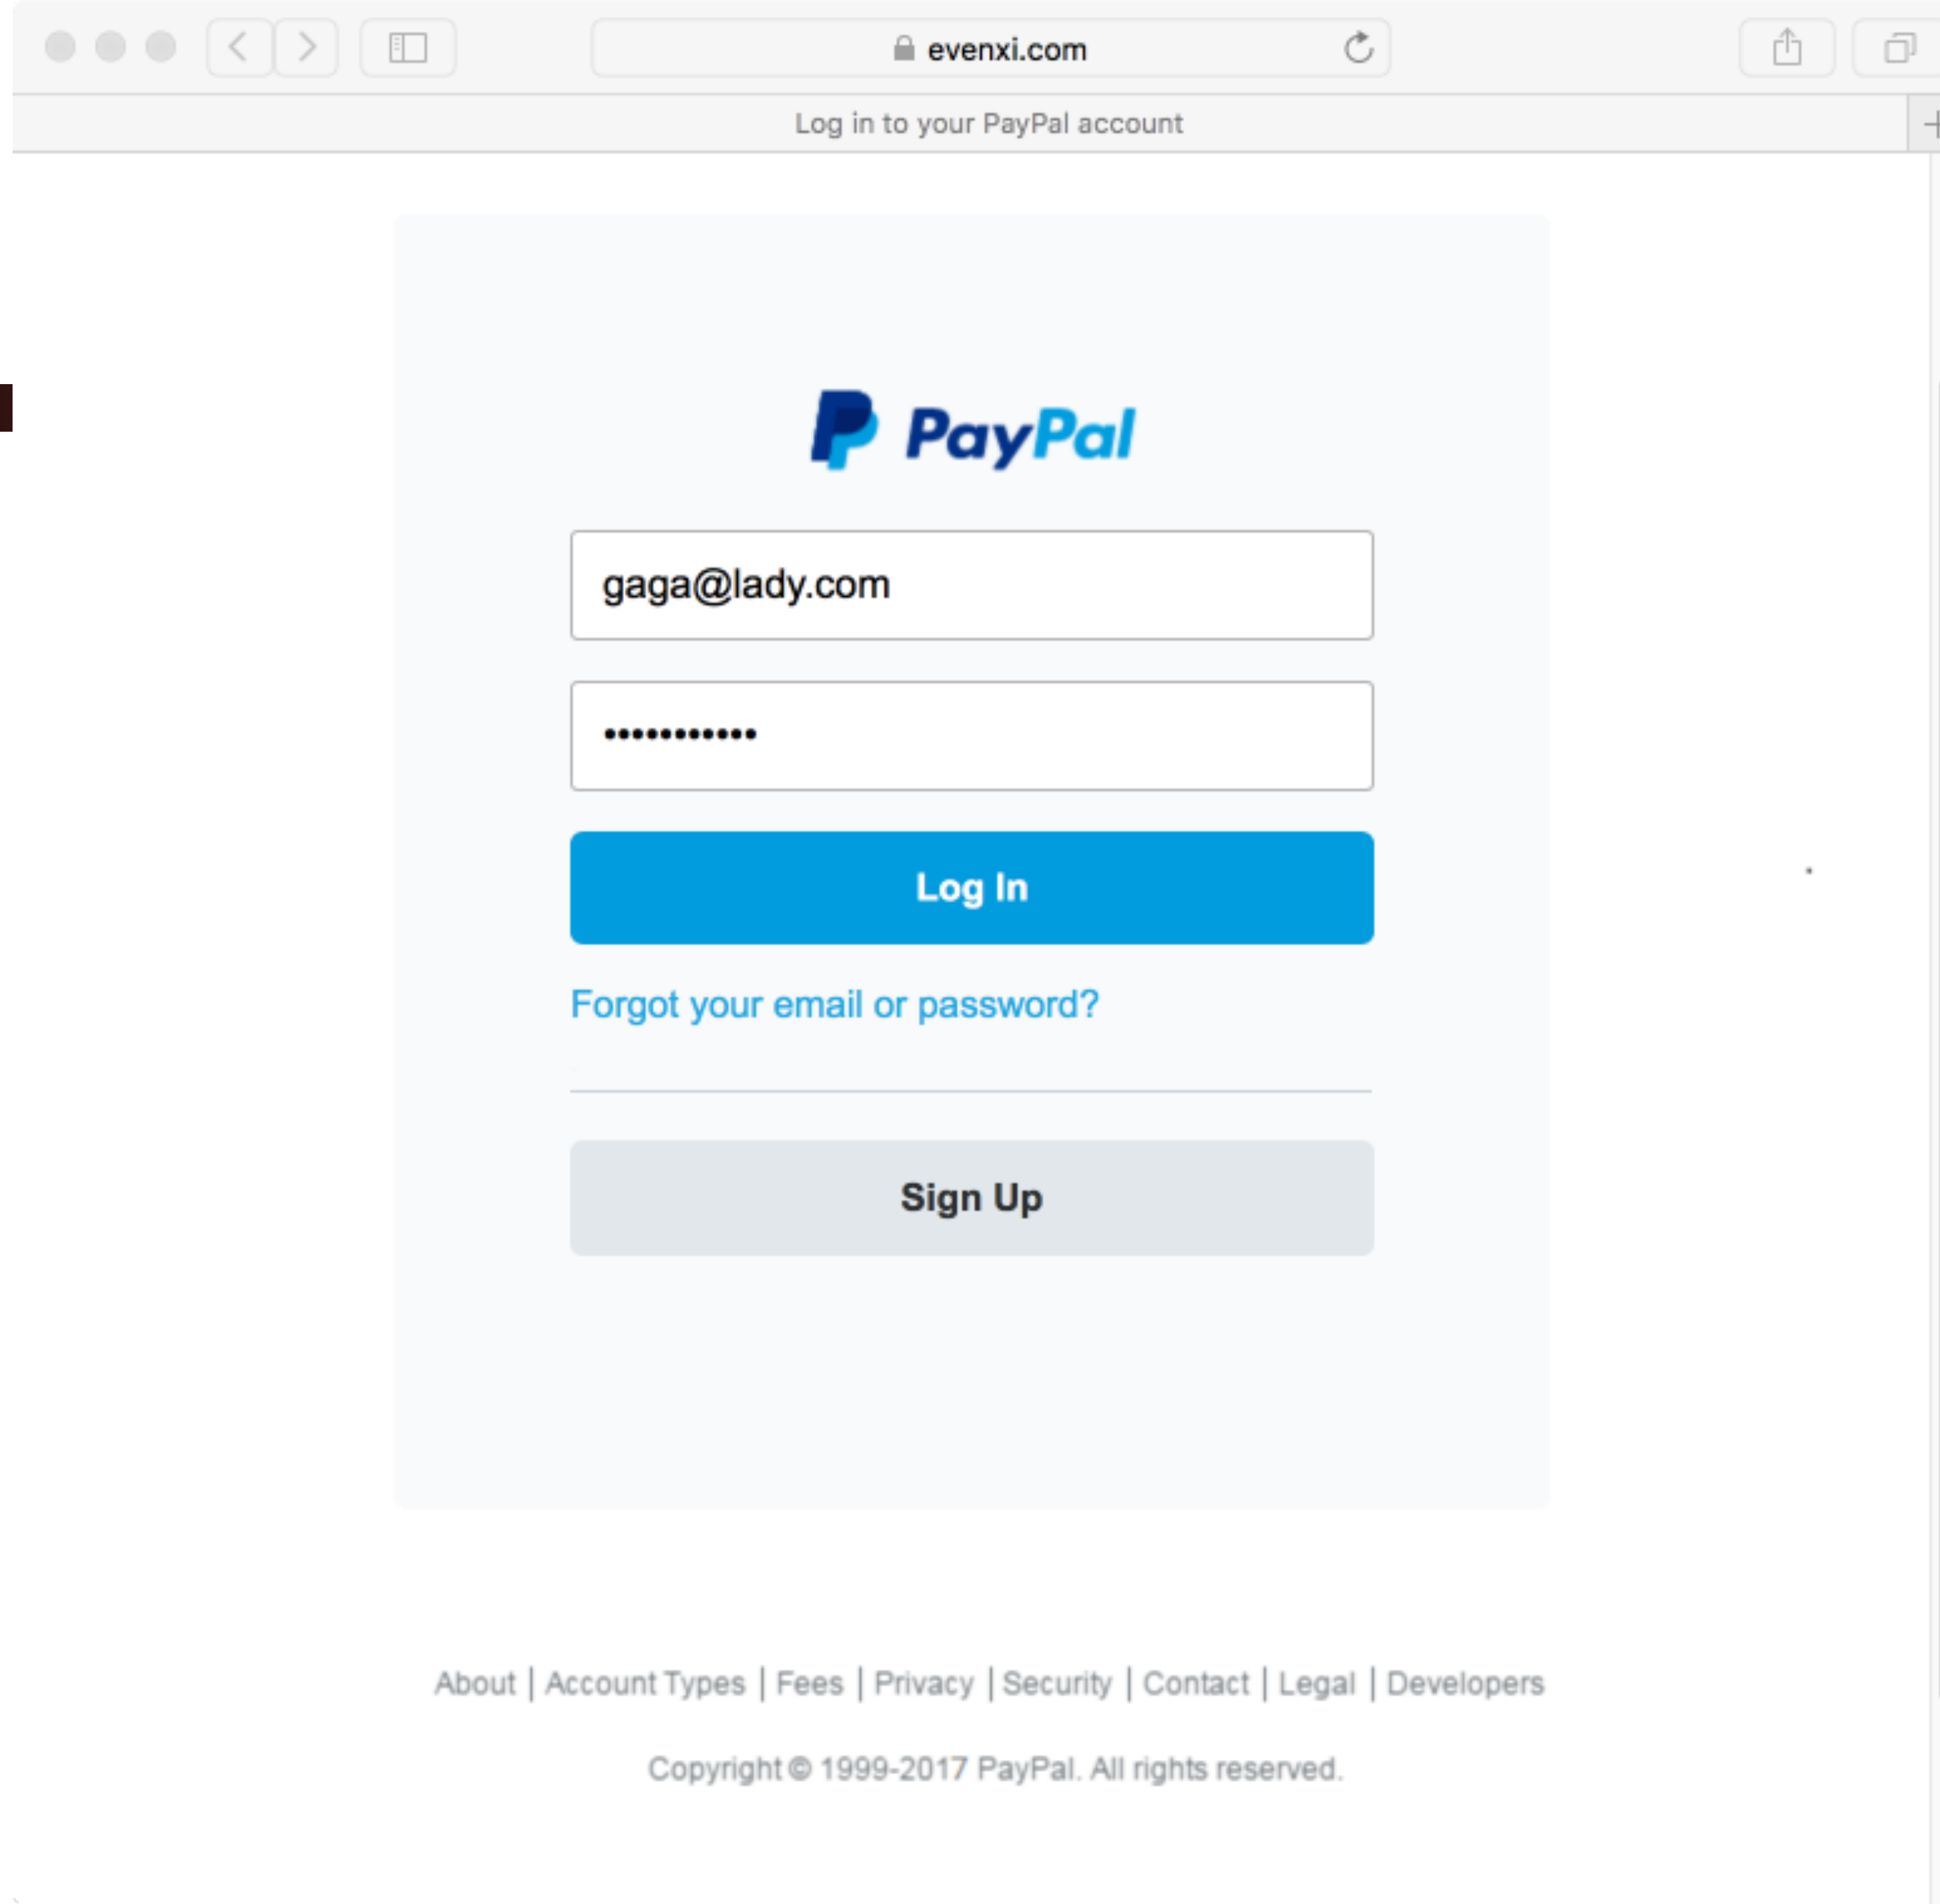 evenxi.com
Log in to your PayPal account
PayPal
gaga@lady.com
•••••••••••
Log In
Forgot your email or password?
Sign Up
About | Account Types | Fees | Privacy | Security | Contact | Legal | Developers
Copyright © 1999-2017 PayPal. All rights reserved.